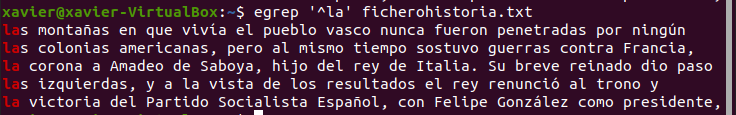 xavier@xavier-VirtualBox:~$ egrep '^la' ficherohistoria.txt
las montañas en que vivía el pueblo vasco nunca fueron penetradas por ningún
las colonias americanas, pero al mismo tiempo sostuvo guerras contra Francia,
la corona a Amadeo de Saboya, hijo del rey de Italia. Su breve reinado dio paso
las izquierdas, y a la vista de los resultados el rey renunció al trono y
la victoria del Partido Socialista Español, con Felipe González como presidente,